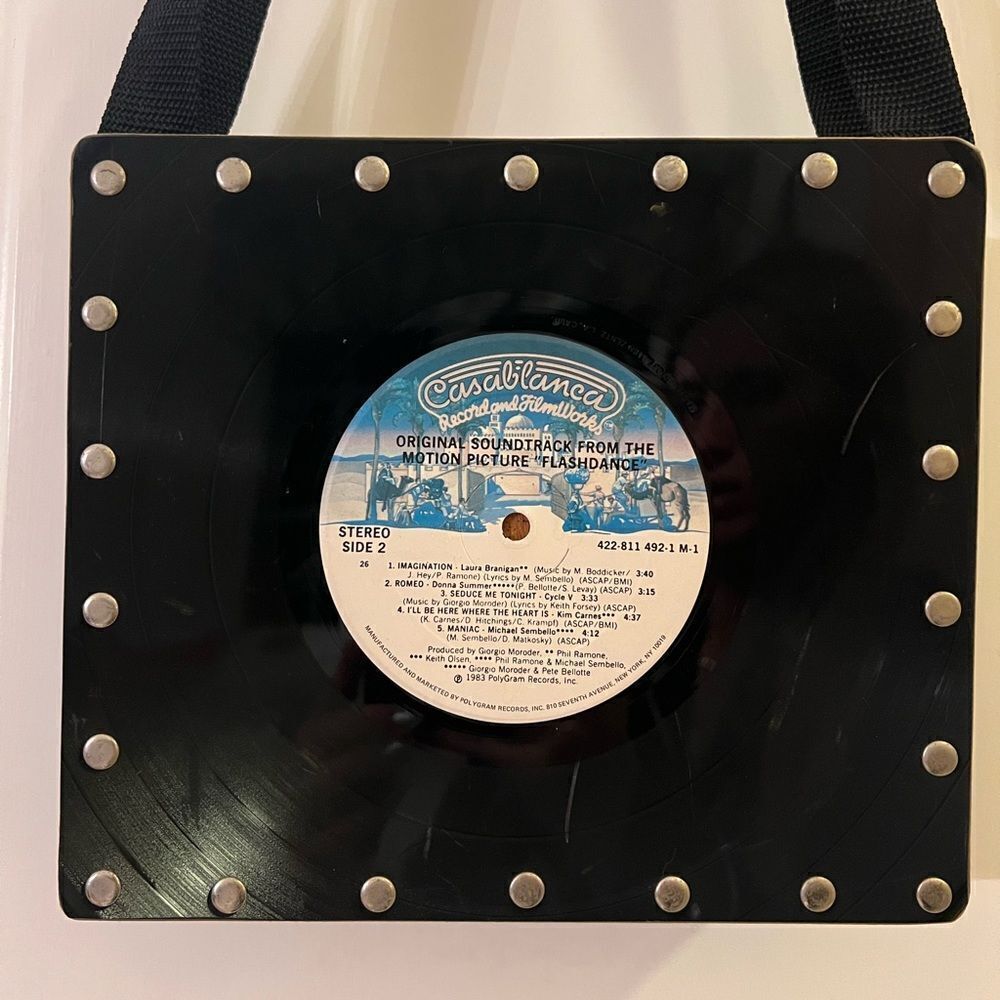 Casablanca
Record and FilmWorks
ORIGINAL SOUNDTRACK FROM THE
MOTION PICTURE "FLASHDANCE"
STEREO
SIDE 2
422-811 492-1 M-1
26
1. IMAGINATION - Laura Branigan** (Music by M. Boddicker/ 3:40
J. Hey/P. Ramone) (Lyrics by M. Sembello) (ASCAP/BMI)
2. ROMEO - Donna Summer***** (P. Bellotte/S. Levay) (ASCAP) 3:15
3. SEDUCE ME TONIGHT - Cycle V 3:33
(Music by Giorgio Moroder) (Lyrics by Keith Forsey) (ASCAP)
4. I'LL BE HERE WHERE THE HEART IS - Kim Carnes*** 4:37
(K. Carnes/D. Hitchings/C. Krampf) (ASCAP/BMI)
5. MANIAC - Michael Sembello**** 4:12
(M. Sembello/D. Matkosky) (ASCAP)
Produced by Giorgio Moroder, ** Phil Ramone,
*** Keith Olsen, **** Phil Ramone & Michael Sembello,
***** Giorgio Moroder & Pete Bellotte
℗ 1983 PolyGram Records, Inc.
MANUFACTURED AND MARKETED BY POLYGRAM RECORDS, INC. 810 SEVENTH AVENUE, NEW YORK, NY 10019